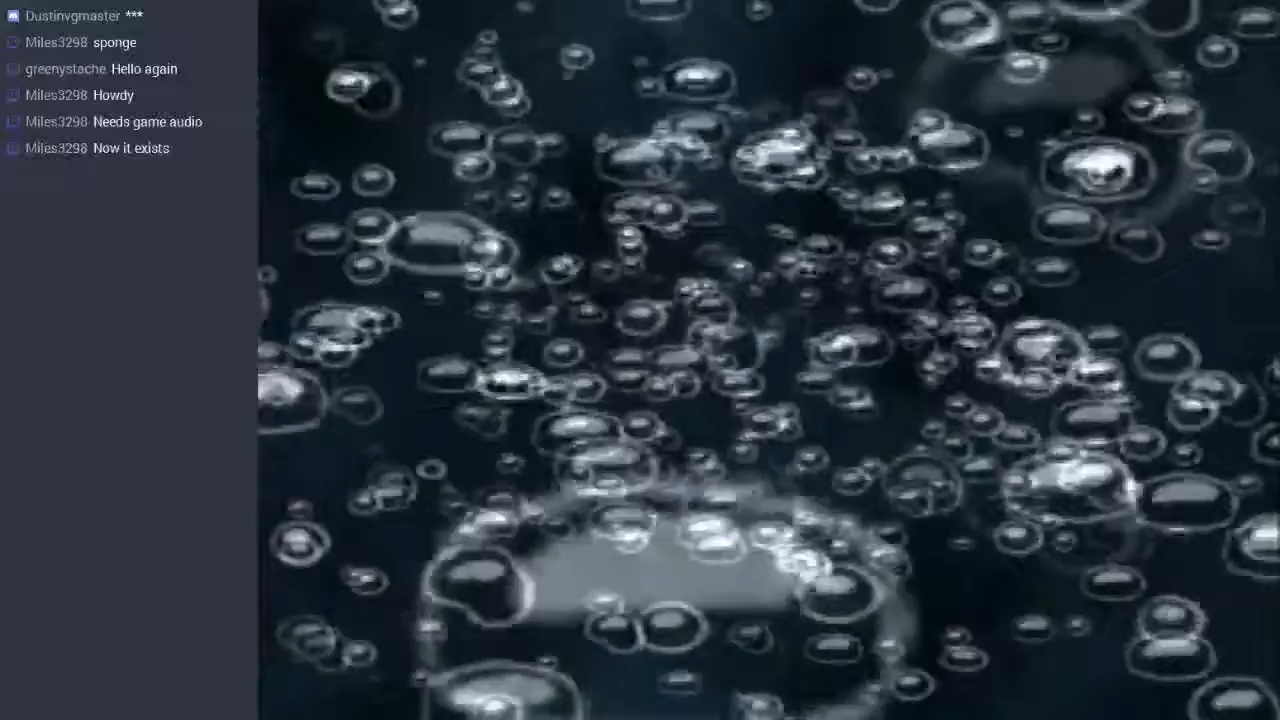 Dustinvgmaster ***
Miles3298 sponge
greenystache Hello again
Miles3298 Howdy
Miles3298 Needs game audio
Miles3298 Now it exists